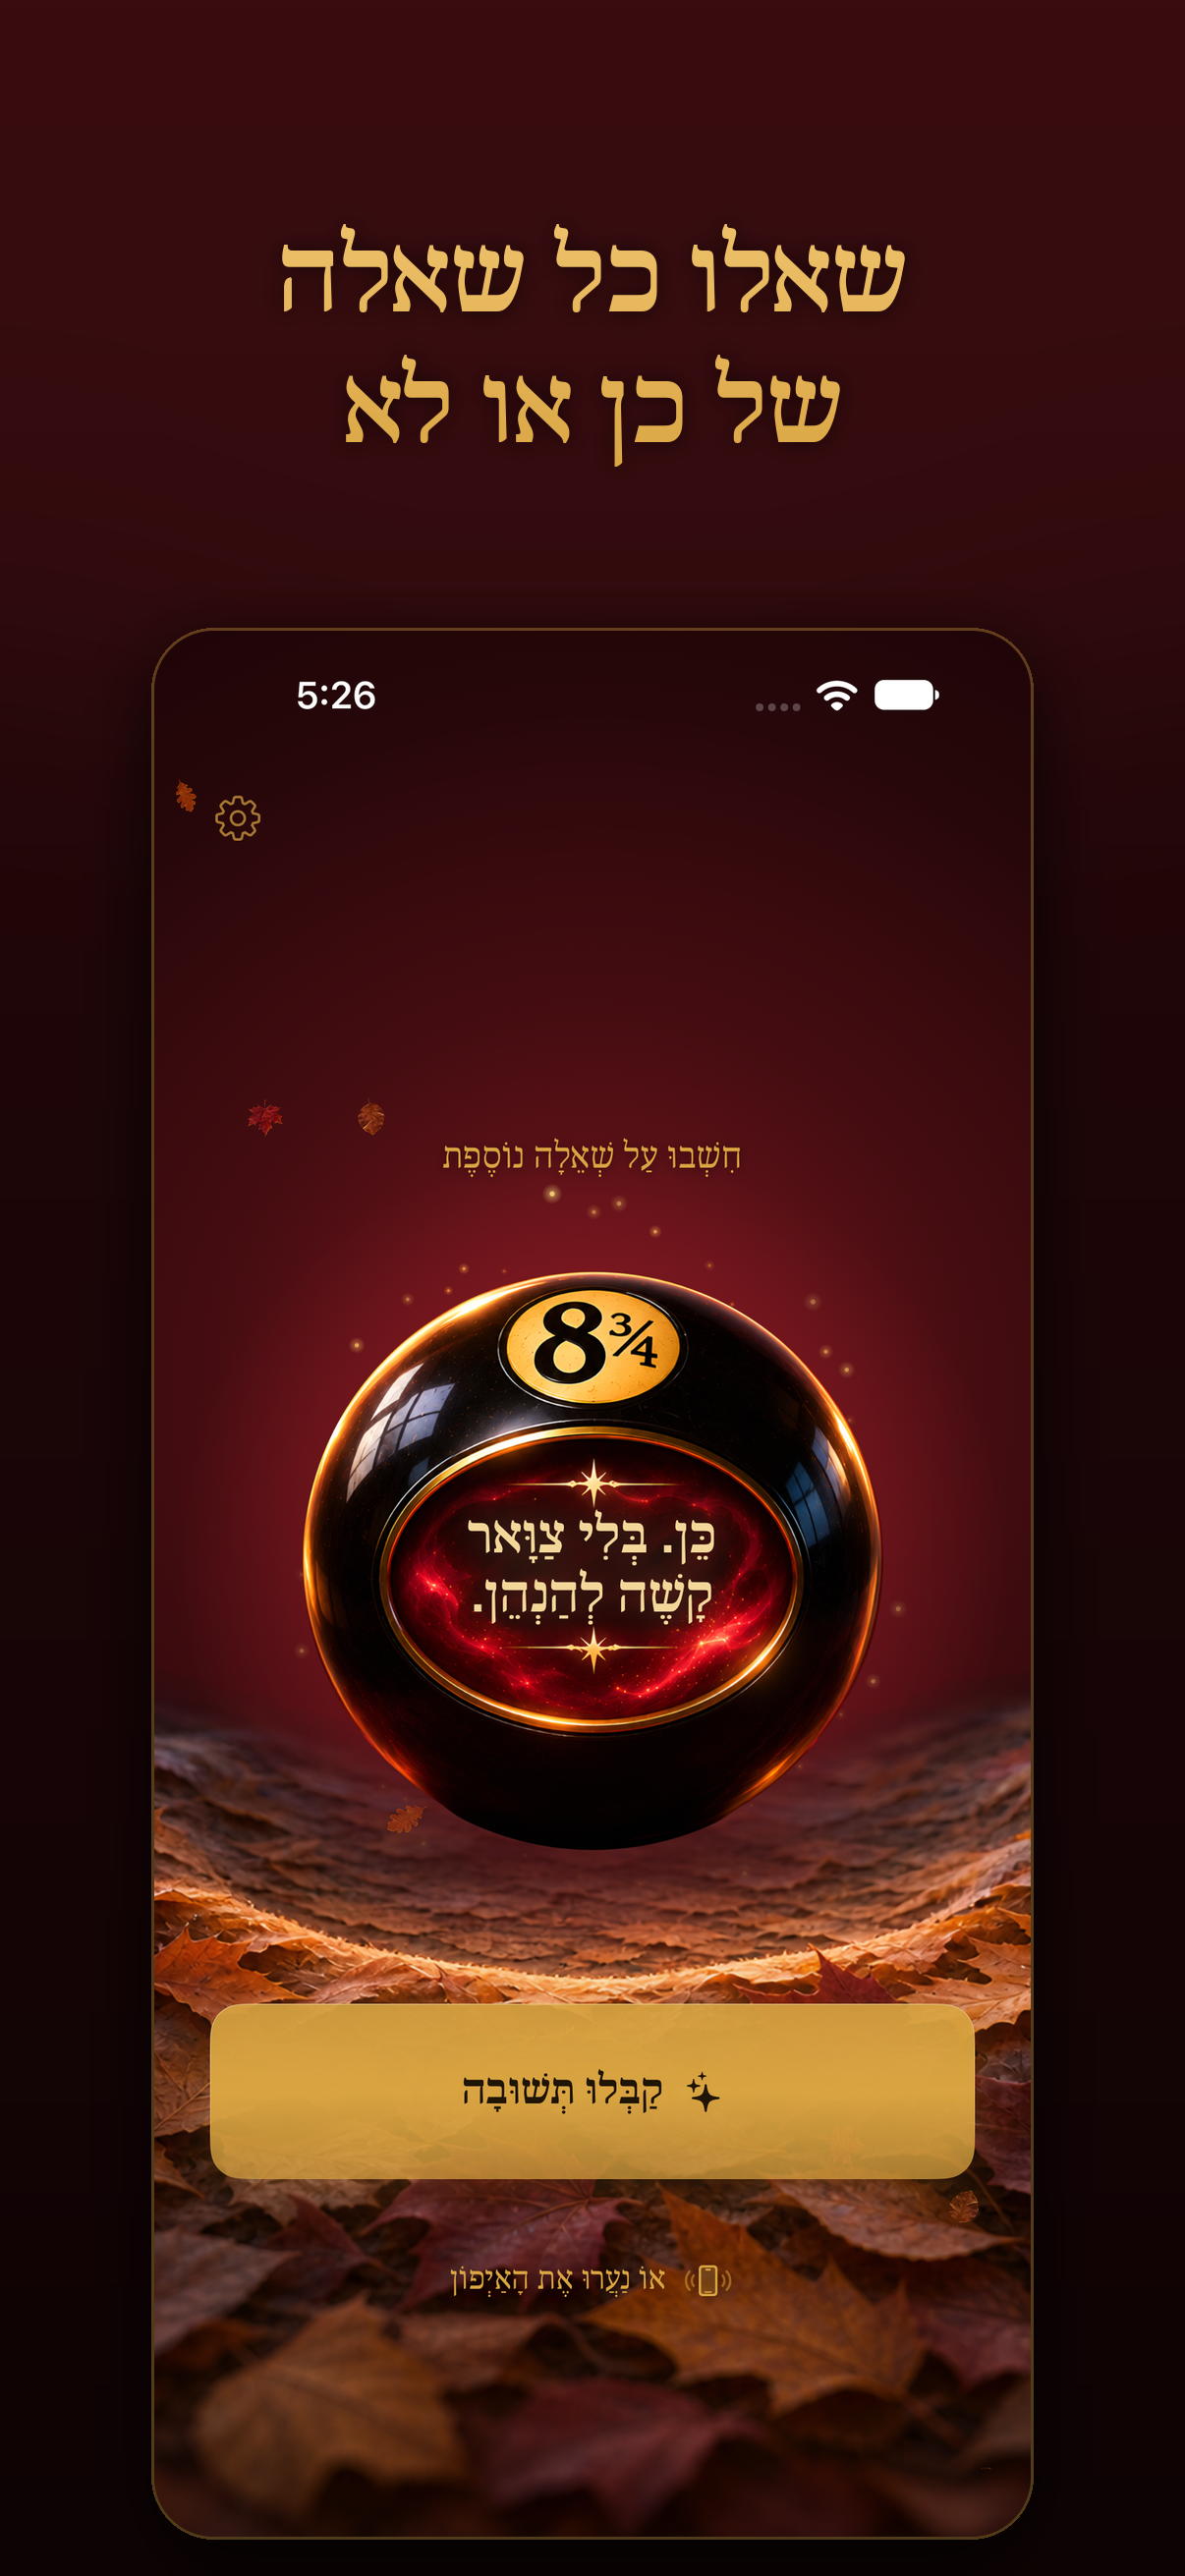 שאלו כל שאלה
של כן או לא
5:26
חִשְׁבוּ עַל שְׁאֵלָה נוֹסֶפֶת
8¾
כֵּן. בְּלִי צַוָּאר
קָשֶׁה לְהַנְהֵן.
קַבְּלוּ תְּשׁוּבָה
אוֹ נַעֲרוּ אֶת הָאַיְפוֹן